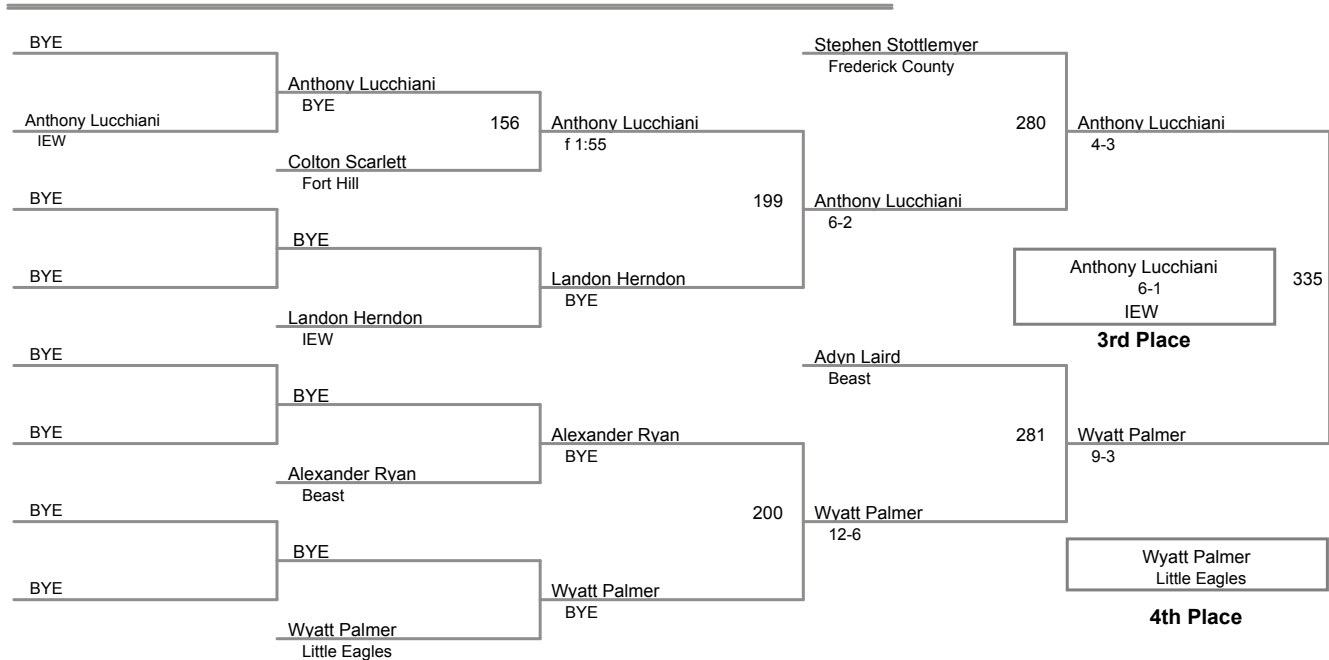 BYE
Anthony Lucchiani
IEW
BYE
BYE
BYE
BYE
BYE
BYE
Anthony Lucchiani
BYE
156
Colton Scarlett
Fort Hill
BYE
Landon Herndon
IEW
BYE
Alexander Ryan
Beast
BYE
Wyatt Palmer
Little Eagles
Anthony Lucchiani
f 1:55
199
Landon Herndon
BYE
Alexander Ryan
BYE
200
Wyatt Palmer
BYE
Stephen Stottlemyer
Frederick County
280
Anthony Lucchiani
6-2
Adyn Laird
Beast
281
Wyatt Palmer
12-6
Anthony Lucchiani
4-3
Anthony Lucchiani
6-1
IEW
335
3rd Place
Wyatt Palmer
9-3
Wyatt Palmer
Little Eagles
4th Place